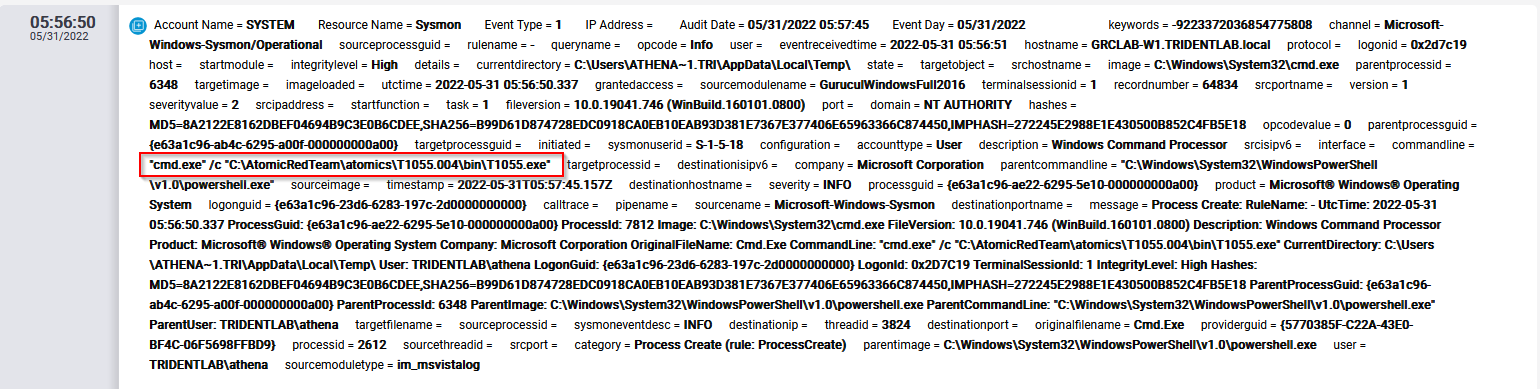 05:56:50
05/31/2022
Account Name = SYSTEM Resource Name = Sysmon Event Type = 1 IP Address = Audit Date = 05/31/2022 05:57:45 Event Day = 05/31/2022 keywords = -9223372036854775808 channel = Microsoft-
Windows-Sysmon/Operational sourceprocessguid = rulename = - queryname = opcode = Info user = eventreceivedtime = 2022-05-31 05:56:51 hostname = GRCLAB-W1.TRIDENTLAB.local protocol = logonid = 0x2d7c19
host = startmodule = integritylevel = High details = currentdirectory = C:\Users\ATHENA~1.TRI\AppData\Local\Temp\ state = targetobject = srchostname = image = C:\Windows\System32\cmd.exe parentprocessid =
6348 targetimage = imageloaded = utctime = 2022-05-31 05:56:50.337 grantedaccess = sourcemodulename = GuruculWindowsFull2016 terminalsessionid = 1 recordnumber = 64834 srcportname = version = 1
severityvalue = 2 srcipaddress = startfunction = task = 1 fileversion = 10.0.19041.746 (WinBuild.160101.0800) port = domain = NT AUTHORITY hashes =
MD5=8A2122E8162DBEF04694B9C3E0B6CDEE,SHA256=B99D61D874728EDC0918CA0EB10EAB93D381E7367E377406E65963366C874450,IMPHASH=272245E2988E1E430500B852C4FB5E18 opcodevalue = 0 parentprocessguid =
{e63a1c96-ab4c-6295-a00f-000000000a00} targetprocessguid = initiated = sysmonuserid = S-1-5-18 configuration = accounttype = User description = Windows Command Processor srcisipv6 = interface = commandline =
"cmd.exe" /c "C:\AtomicRedTeam\atomics\T1055.004\bin\T1055.exe" targetprocessid = destinationisipv6 = company = Microsoft Corporation parentcommandline = "C:\Windows\System32\WindowsPowerShell
\v1.0\powershell.exe" sourceimage = timestamp = 2022-05-31T05:57:45.157Z destinationhostname = severity = INFO processguid = {e63a1c96-ae22-6295-5e10-000000000a00} product = Microsoft® Windows® Operating
System logonguid = {e63a1c96-23d6-6283-197c-2d0000000000} calltrace = pipename = sourcename = Microsoft-Windows-Sysmon destinationportname = message = Process Create: RuleName: - UtcTime: 2022-05-31
05:56:50.337 ProcessGuid: {e63a1c96-ae22-6295-5e10-000000000a00} ProcessId: 7812 Image: C:\Windows\System32\cmd.exe FileVersion: 10.0.19041.746 (WinBuild.160101.0800) Description: Windows Command Processor
Product: Microsoft® Windows® Operating System Company: Microsoft Corporation OriginalFileName: Cmd.Exe CommandLine: "cmd.exe" /c "C:\AtomicRedTeam\atomics\T1055.004\bin\T1055.exe" CurrentDirectory: C:\Users
\ATHENA~1.TRI\AppData\Local\Temp\ User: TRIDENTLAB\athena LogonGuid: {e63a1c96-23d6-6283-197c-2d0000000000} LogonId: 0x2D7C19 TerminalSessionId: 1 IntegrityLevel: High Hashes:
MD5=8A2122E8162DBEF04694B9C3E0B6CDEE,SHA256=B99D61D874728EDC0918CA0EB10EAB93D381E7367E377406E65963366C874450,IMPHASH=272245E2988E1E430500B852C4FB5E18 ParentProcessGuid: {e63a1c96-
ab4c-6295-a00f-000000000a00} ParentProcessId: 6348 ParentImage: C:\Windows\System32\WindowsPowerShell\v1.0\powershell.exe ParentCommandLine: "C:\Windows\System32\WindowsPowerShell\v1.0\powershell.exe"
ParentUser: TRIDENTLAB\athena targetfilename = sourceprocessid = sysmoneventdesc = INFO destinationip = threadid = 3824 destinationport = originalfilename = Cmd.Exe providerguid = {5770385F-C22A-43E0-
BF4C-06F5698FFBD9} processid = 2612 sourcethreadid = srcport = category = Process Create (rule: ProcessCreate) parentimage = C:\Windows\System32\WindowsPowerShell\v1.0\powershell.exe user =
TRIDENTLAB\athena sourcemoduletype = im_msvistalog